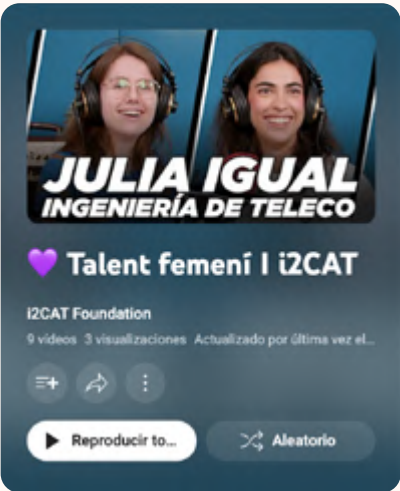 JULIA IGUAL
INGENIERÍA DE TELECO
💜 Talent femení I i2CAT
i2CAT Foundation
9 vídeos 3 visualizaciones Actualizado por última vez el...
Reproducir to...
Aleatorio